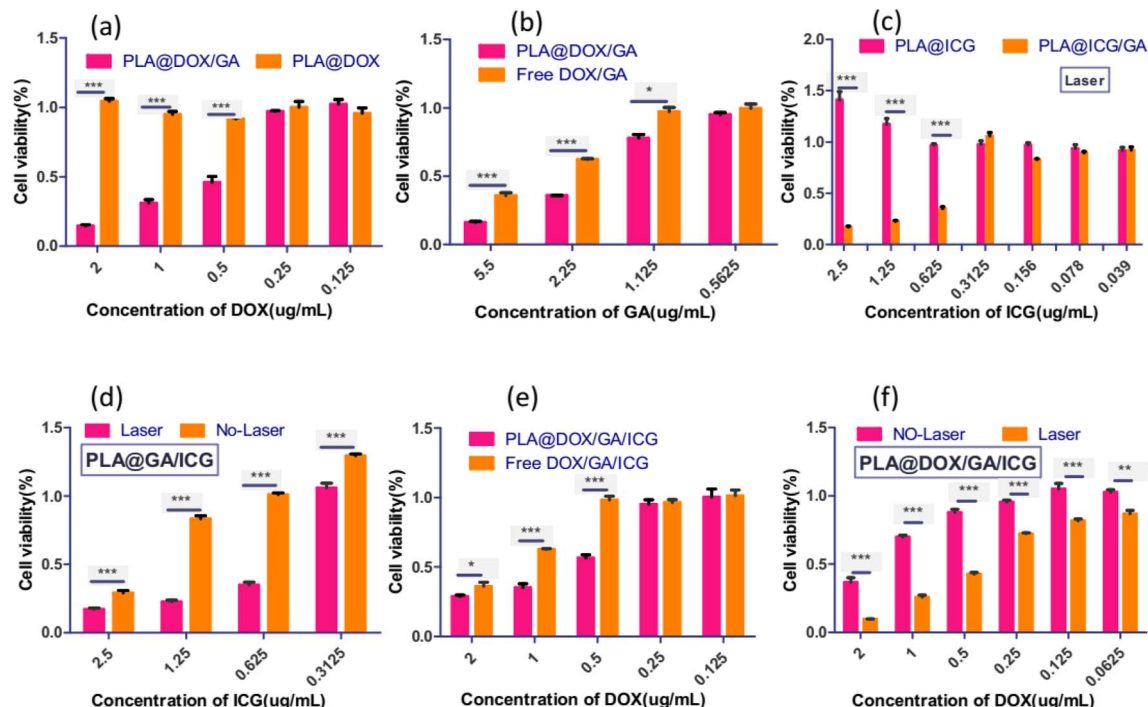 (a)
PLA@DOX/GA PLA@DOX
Cell viability(%)
1.5
1.0
0.5
0.0
*** *** ***
2 1 0.5 0.25 0.125
Concentration of DOX(ug/mL)
(b)
PLA@DOX/GA
Free DOX/GA
Cell viability(%)
1.5
1.0
0.5
0.0
*** *** *
5.5 2.25 1.125 0.5625
Concentration of GA(ug/mL)
(c)
PLA@ICG PLA@ICG/GA
Laser
Cell viability(%)
2.0
1.5
1.0
0.5
0.0
*** *** ***
2.5 1.25 0.625 0.3125 0.156 0.078 0.039
Concentration of ICG(ug/mL)
(d)
Laser No-Laser
PLA@GA/ICG
Cell viability(%)
1.5
1.0
0.5
0.0
*** *** *** ***
2.5 1.25 0.625 0.3125
Concentration of ICG(ug/mL)
(e)
PLA@DOX/GA/ICG
Free DOX/GA/ICG
Cell viability(%)
1.5
1.0
0.5
0.0
* *** ***
2 1 0.5 0.25 0.125
Concentration of DOX(ug/mL)
(f)
NO-Laser Laser
PLA@DOX/GA/ICG
Cell viability(%)
1.5
1.0
0.5
0.0
*** *** *** *** *** **
2 1 0.5 0.25 0.125 0.0625
Concentration of DOX(ug/mL)